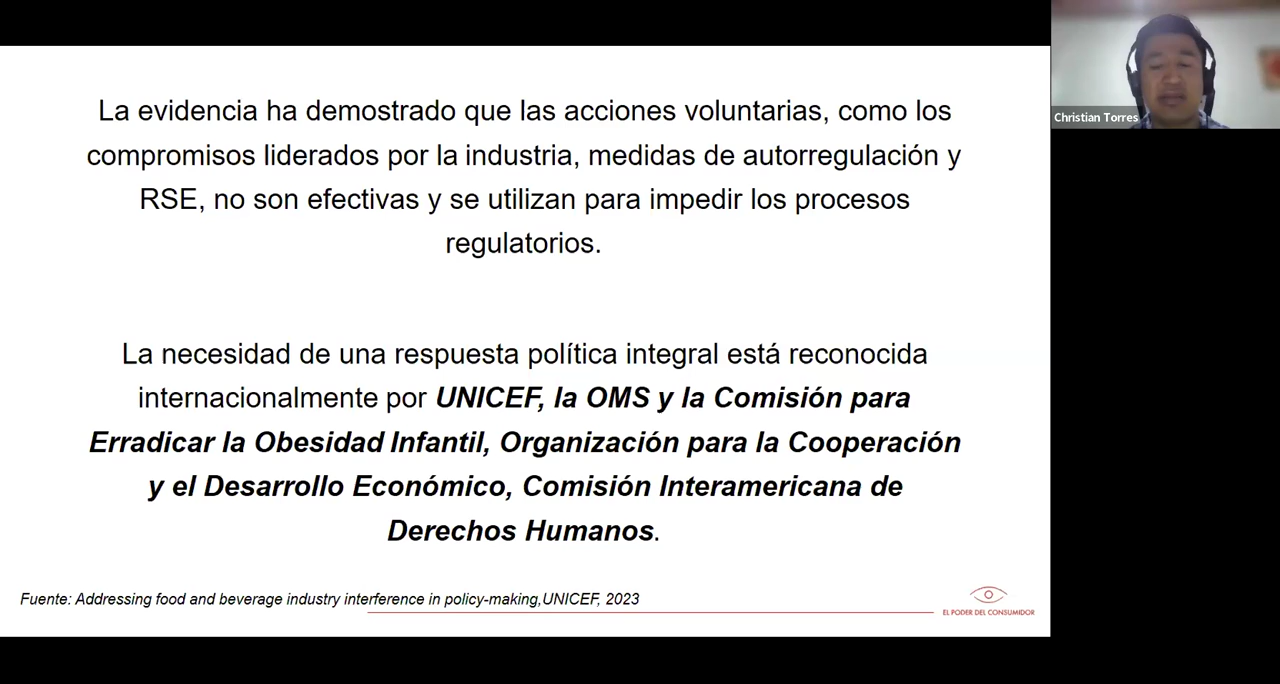 La evidencia ha demostrado que las acciones voluntarias, como los
compromisos liderados por la industria, medidas de autorregulación y
RSE, no son efectivas y se utilizan para impedir los procesos
regulatorios.
La necesidad de una respuesta política integral está reconocida
internacionalmente por UNICEF, la OMS y la Comisión para
Erradicar la Obesidad Infantil, Organización para la Cooperación
y el Desarrollo Económico, Comisión Interamericana de
Derechos Humanos.
Fuente: Addressing food and beverage industry interference in policy-making,UNICEF, 2023
EL PODER DEL CONSUMIDOR
Christian Torres